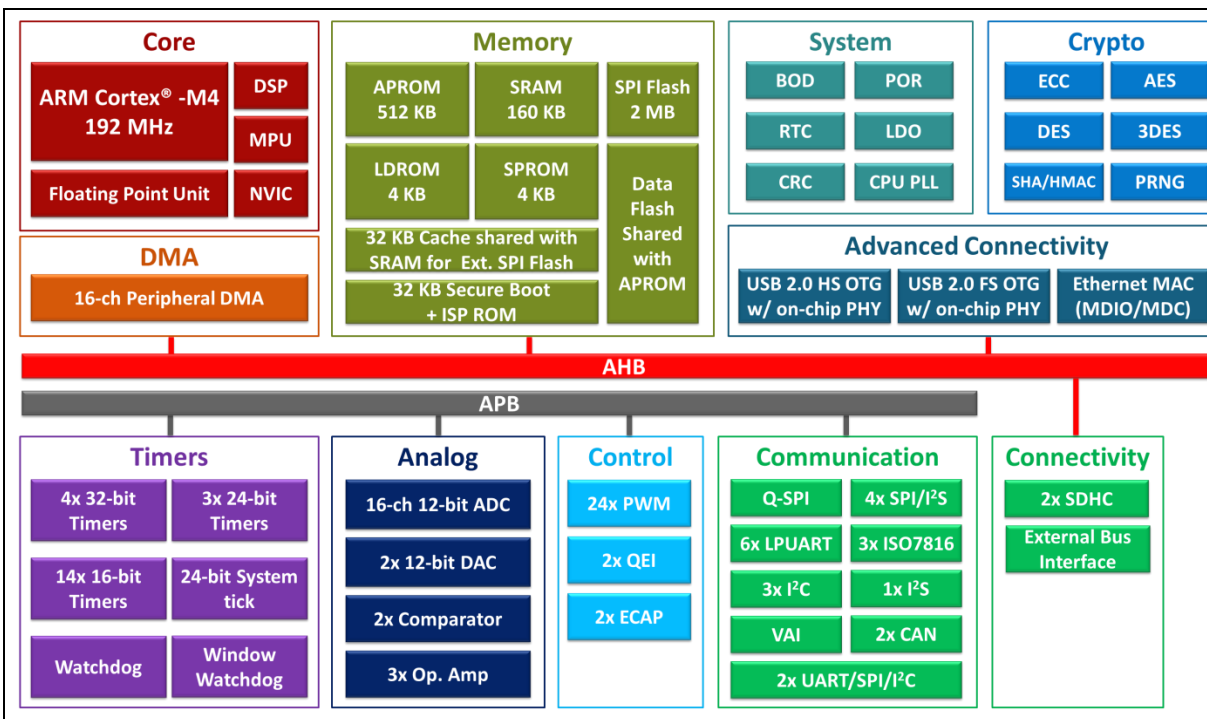 Core
ARM Cortex® -M4
192 MHz
DSP
MPU
Floating Point Unit
NVIC
DMA
16-ch Peripheral DMA
Memory
APROM
512 KB
SRAM
160 KB
SPI Flash
2 MB
LDROM
4 KB
SPROM
4 KB
Data
Flash
Shared
with
APROM
32 KB Cache shared with
SRAM for Ext. SPI Flash
32 KB Secure Boot
+ ISP ROM
System
BOD
POR
RTC
LDO
CRC
CPU PLL
Crypto
ECC
AES
DES
3DES
SHA/HMAC
PRNG
Advanced Connectivity
USB 2.0 HS OTG
w/ on-chip PHY
USB 2.0 FS OTG
w/ on-chip PHY
Ethernet MAC
(MDIO/MDC)
AHB
APB
Timers
4x 32-bit
Timers
3x 24-bit
Timers
14x 16-bit
Timers
24-bit System
tick
Watchdog
Window
Watchdog
Analog
16-ch 12-bit ADC
2x 12-bit DAC
2x Comparator
3x Op. Amp
Control
24x PWM
2x QEI
2x ECAP
Communication
Q-SPI
4x SPI/I²S
6x LPUART
3x ISO7816
3x I²C
1x I²S
VAI
2x CAN
2x UART/SPI/I²C
Connectivity
2x SDHC
External Bus
Interface